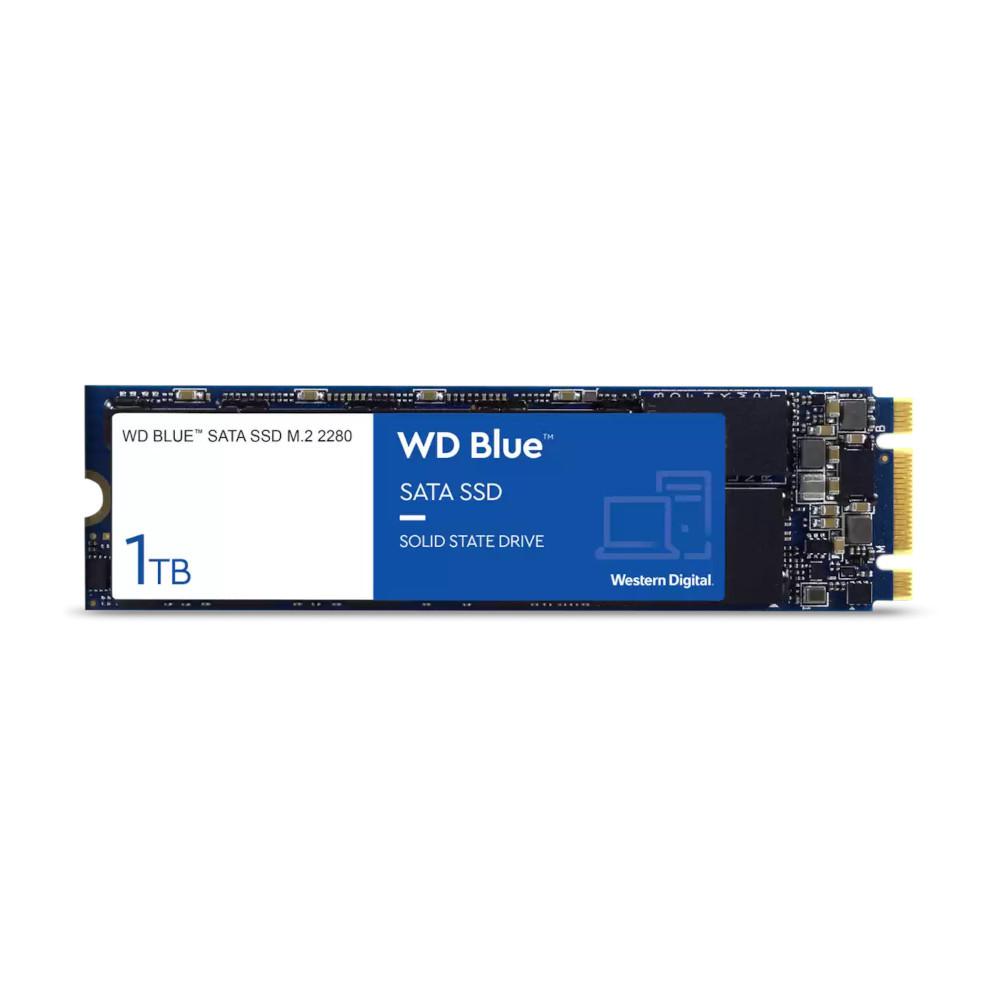 WD BLUE™ SATA SSD M.2 2280
1TB
WD Blue™
SATA SSD
SOLID STATE DRIVE
Western Digital.
B
M